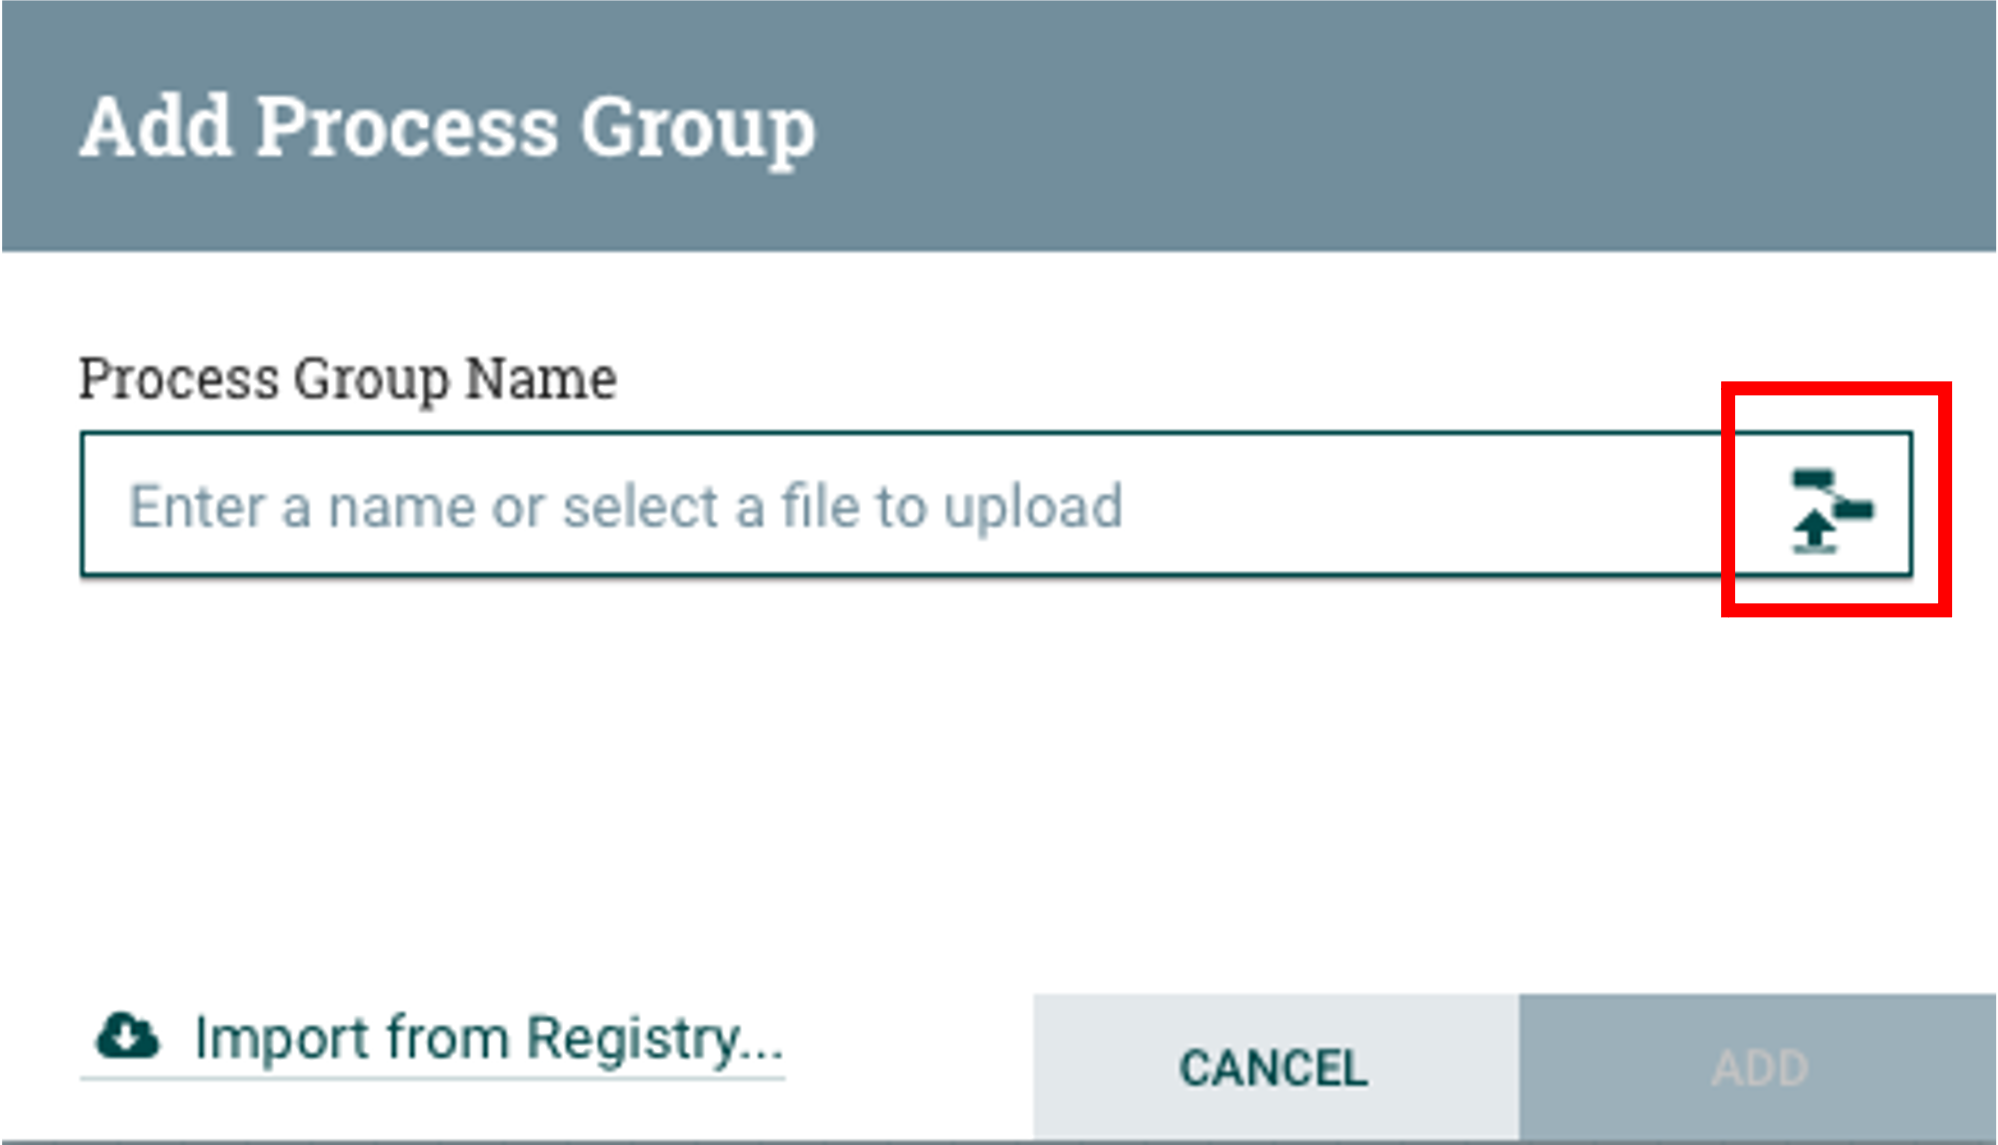 Add Process Group
Process Group Name
Enter a name or select a file to upload
Import from Registry...
CANCEL
ADD